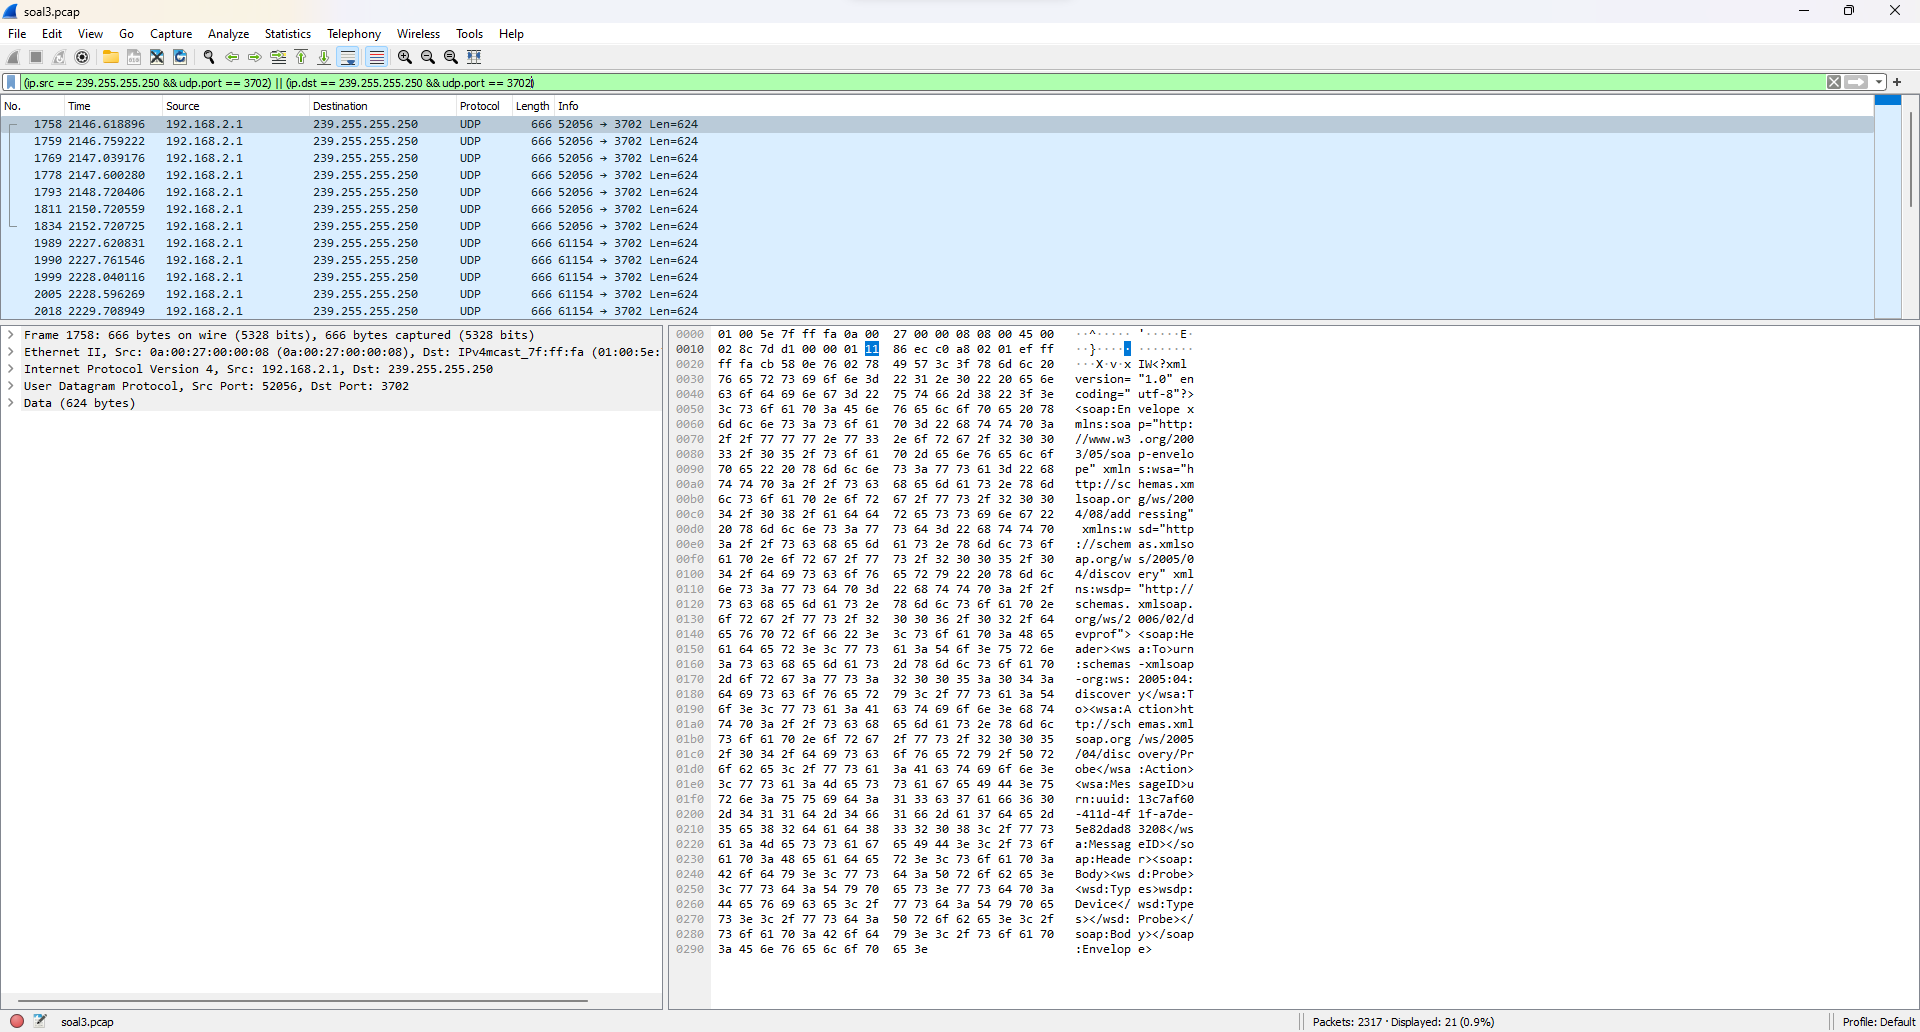 soal3.pcap
File Edit View Go Capture Analyze Statistics Telephony Wireless Tools Help
(ip.src == 239.255.255.250 && udp.port == 3702) || (ip.dst == 239.255.255.250 && udp.port == 3702)
No. Time Source Destination Protocol Length Info
1758 2146.618896 192.168.2.1 239.255.255.250 UDP 666 52056 → 3702 Len=624
1759 2146.759222 192.168.2.1 239.255.255.250 UDP 666 52056 → 3702 Len=624
1769 2147.039176 192.168.2.1 239.255.255.250 UDP 666 52056 → 3702 Len=624
1778 2147.600280 192.168.2.1 239.255.255.250 UDP 666 52056 → 3702 Len=624
1793 2148.720406 192.168.2.1 239.255.255.250 UDP 666 52056 → 3702 Len=624
1811 2150.720559 192.168.2.1 239.255.255.250 UDP 666 52056 → 3702 Len=624
1834 2152.720725 192.168.2.1 239.255.255.250 UDP 666 52056 → 3702 Len=624
1989 2227.620831 192.168.2.1 239.255.255.250 UDP 666 61154 → 3702 Len=624
1990 2227.761546 192.168.2.1 239.255.255.250 UDP 666 61154 → 3702 Len=624
1999 2228.040116 192.168.2.1 239.255.255.250 UDP 666 61154 → 3702 Len=624
2005 2228.596269 192.168.2.1 239.255.255.250 UDP 666 61154 → 3702 Len=624
2018 2229.708949 192.168.2.1 239.255.255.250 UDP 666 61154 → 3702 Len=624
Frame 1758: 666 bytes on wire (5328 bits), 666 bytes captured (5328 bits)
Ethernet II, Src: 0a:00:27:00:00:08 (0a:00:27:00:00:08), Dst: IPv4mcast_7f:ff:fa (01:00:5e:
Internet Protocol Version 4, Src: 192.168.2.1, Dst: 239.255.255.250
User Datagram Protocol, Src Port: 52056, Dst Port: 3702
Data (624 bytes)
0000 01 00 5e 7f ff fa 0a 00 27 00 00 08 08 00 45 00 ··^····· '·····E·
0010 02 8c 7d d1 00 00 01 11 86 ec c0 a8 02 01 ef ff ··}····· ········
0020 ff fa cb 58 0e 76 02 78 49 57 3c 3f 78 6d 6c 20 ···X·v·x IW<?xml
0030 76 65 72 73 69 6f 6e 3d 22 31 2e 30 22 20 65 6e version= "1.0" en
0040 63 6f 64 69 6e 67 3d 22 75 74 66 2d 38 22 3f 3e coding=" utf-8"?>
0050 3c 73 6f 61 70 3a 45 6e 76 65 6c 6f 70 65 20 78 <soap:En velope x
0060 6d 6c 6e 73 3a 73 6f 61 70 3d 22 68 74 74 70 3a mlns:soa p="http:
0070 2f 2f 77 77 77 2e 77 33 2e 6f 72 67 2f 32 30 30 //www.w3 .org/200
0080 33 2f 30 35 2f 73 6f 61 70 2d 65 6e 76 65 6c 6f 3/05/soa p-envelo
0090 70 65 22 20 78 6d 6c 6e 73 3a 77 73 61 3d 22 68 pe" xmln s:wsa="h
00a0 74 74 70 3a 2f 2f 73 63 68 65 6d 61 73 2e 78 6d ttp://sc hemas.xm
00b0 6c 73 6f 61 70 2e 6f 72 67 2f 77 73 2f 32 30 30 lsoap.or g/ws/200
00c0 34 2f 30 38 2f 61 64 64 72 65 73 73 69 6e 67 22 4/08/add ressing"
00d0 20 78 6d 6c 6e 73 3a 77 73 64 3d 22 68 74 74 70 xmlns:w sd="http
00e0 3a 2f 2f 73 63 68 65 6d 61 73 2e 78 6d 6c 73 6f ://schem as.xmlso
00f0 61 70 2e 6f 72 67 2f 77 73 2f 32 30 30 35 2f 30 ap.org/w s/2005/0
0100 34 2f 64 69 73 63 6f 76 65 72 79 22 20 78 6d 6c 4/discov ery" xml
0110 6e 73 3a 77 73 64 70 3d 22 68 74 74 70 3a 2f 2f ns:wsdp= "http://
0120 73 63 68 65 6d 61 73 2e 78 6d 6c 73 6f 61 70 2e schemas. xmlsoap.
0130 6f 72 67 2f 77 73 2f 32 30 30 36 2f 30 32 2f 64 org/ws/2 006/02/d
0140 65 76 70 72 6f 66 22 3e 3c 73 6f 61 70 3a 48 65 evprof"> <soap:He
0150 61 64 65 72 3e 3c 77 73 61 3a 54 6f 3e 75 72 6e ader><ws a:To>urn
0160 3a 73 63 68 65 6d 61 73 2d 78 6d 6c 73 6f 61 70 :schemas -xmlsoap
0170 2d 6f 72 67 3a 77 73 3a 32 30 30 35 3a 30 34 3a -org:ws: 2005:04:
0180 64 69 73 63 6f 76 65 72 79 3c 2f 77 73 61 3a 54 discover y</wsa:T
0190 6f 3e 3c 77 73 61 3a 41 63 74 69 6f 6e 3e 68 74 o><wsa:A ction>ht
01a0 74 70 3a 2f 2f 73 63 68 65 6d 61 73 2e 78 6d 6c tp://sch emas.xml
01b0 73 6f 61 70 2e 6f 72 67 2f 77 73 2f 32 30 30 35 soap.org /ws/2005
01c0 2f 30 34 2f 64 69 73 63 6f 76 65 72 79 2f 50 72 /04/disc overy/Pr
01d0 6f 62 65 3c 2f 77 73 61 3a 41 63 74 69 6f 6e 3e obe</wsa :Action>
01e0 3c 77 73 61 3a 4d 65 73 73 61 67 65 49 44 3e 75 <wsa:Mes sageID>u
01f0 72 6e 3a 75 75 69 64 3a 31 33 63 37 61 66 36 30 rn:uuid: 13c7af60
0200 2d 34 31 31 64 2d 34 66 31 66 2d 61 37 64 65 2d -411d-4f 1f-a7de-
0210 35 65 38 32 64 61 64 38 33 32 30 38 3c 2f 77 73 5e82dad8 3208</ws
0220 61 3a 4d 65 73 73 61 67 65 49 44 3e 3c 2f 73 6f a:Messag eID></so
0230 61 70 3a 48 65 61 64 65 72 3e 3c 73 6f 61 70 3a ap:Heade r><soap:
0240 42 6f 64 79 3e 3c 77 73 64 3a 50 72 6f 62 65 3e Body><ws d:Probe>
0250 3c 77 73 64 3a 54 79 70 65 73 3e 77 73 64 70 3a <wsd:Typ es>wsdp:
0260 44 65 76 69 63 65 3c 2f 77 73 64 3a 54 79 70 65 Device</ wsd:Type
0270 73 3e 3c 2f 77 73 64 3a 50 72 6f 62 65 3e 3c 2f s></wsd: Probe></
0280 73 6f 61 70 3a 42 6f 64 79 3e 3c 2f 73 6f 61 70 soap:Bod y></soap
0290 3a 45 6e 76 65 6c 6f 70 65 3e :Envelop e>
soal3.pcap Packets: 2317 · Displayed: 21 (0.9%) Profile: Default